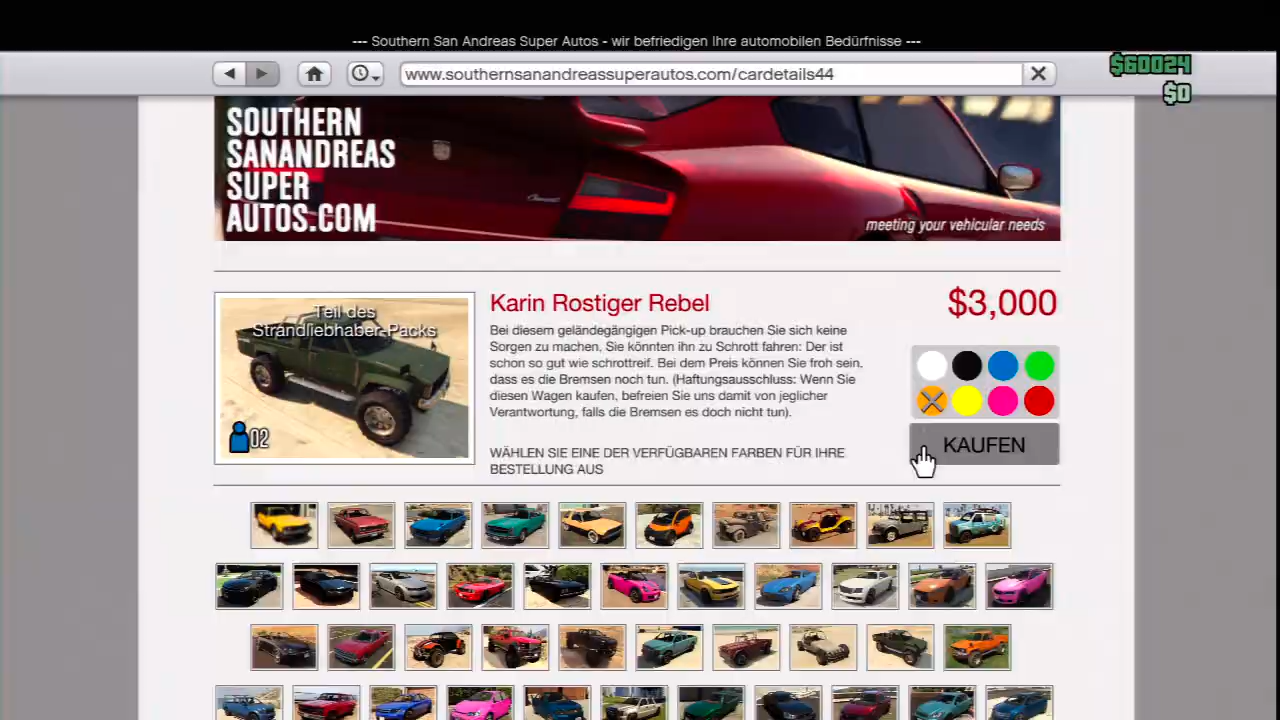 --- Southern San Andreas Super Autos - wir befriedigen Ihre automobilen Bedürfnisse ---
www.southernsanandreassuperautos.com/cardetails44
$60024
$0
SOUTHERN
SANANDREAS
SUPER
AUTOS.COM
meeting your vehicular needs
Teil des
Strandliebhaber-Packs
02
Karin Rostiger Rebel
$3,000
Bei diesem geländegängigen Pick-up brauchen Sie sich keine
Sorgen zu machen, Sie könnten ihn zu Schrott fahren: Der ist
schon so gut wie schrottreif. Bei dem Preis können Sie froh sein,
dass es die Bremsen noch tun. (Haftungsausschluss: Wenn Sie
diesen Wagen kaufen, befreien Sie uns damit von jeglicher
Verantwortung, falls die Bremsen es doch nicht tun).
WÄHLEN SIE EINE DER VERFÜGBAREN FARBEN FÜR IHRE
BESTELLUNG AUS
KAUFEN